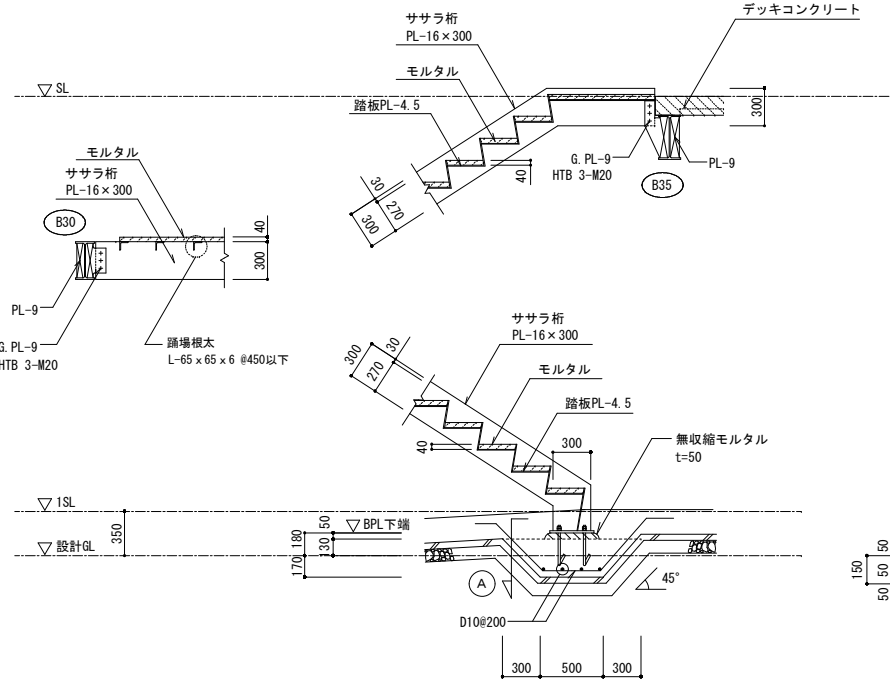 ササラ桁
PL-16×300
デッキコンクリート
モルタル
踏板PL-4.5
▽ SL
300
G. PL-9
HTB 3-M20
PL-9
B35
40
30
270
300
モルタル
ササラ桁
PL-16×300
B30
40
300
PL-9
G. PL-9
HTB 3-M20
踊場根太
L-65 x 65 x 6 @450以下
ササラ桁
PL-16×300
300
270
30
モルタル
踏板PL-4.5
40
300
無収縮モルタル
t=50
▽ 1SL
350
▽ BPL下端
50
180
130
▽ 設計GL
170
A
45°
D10@200
150
50
50
50
300
500
300